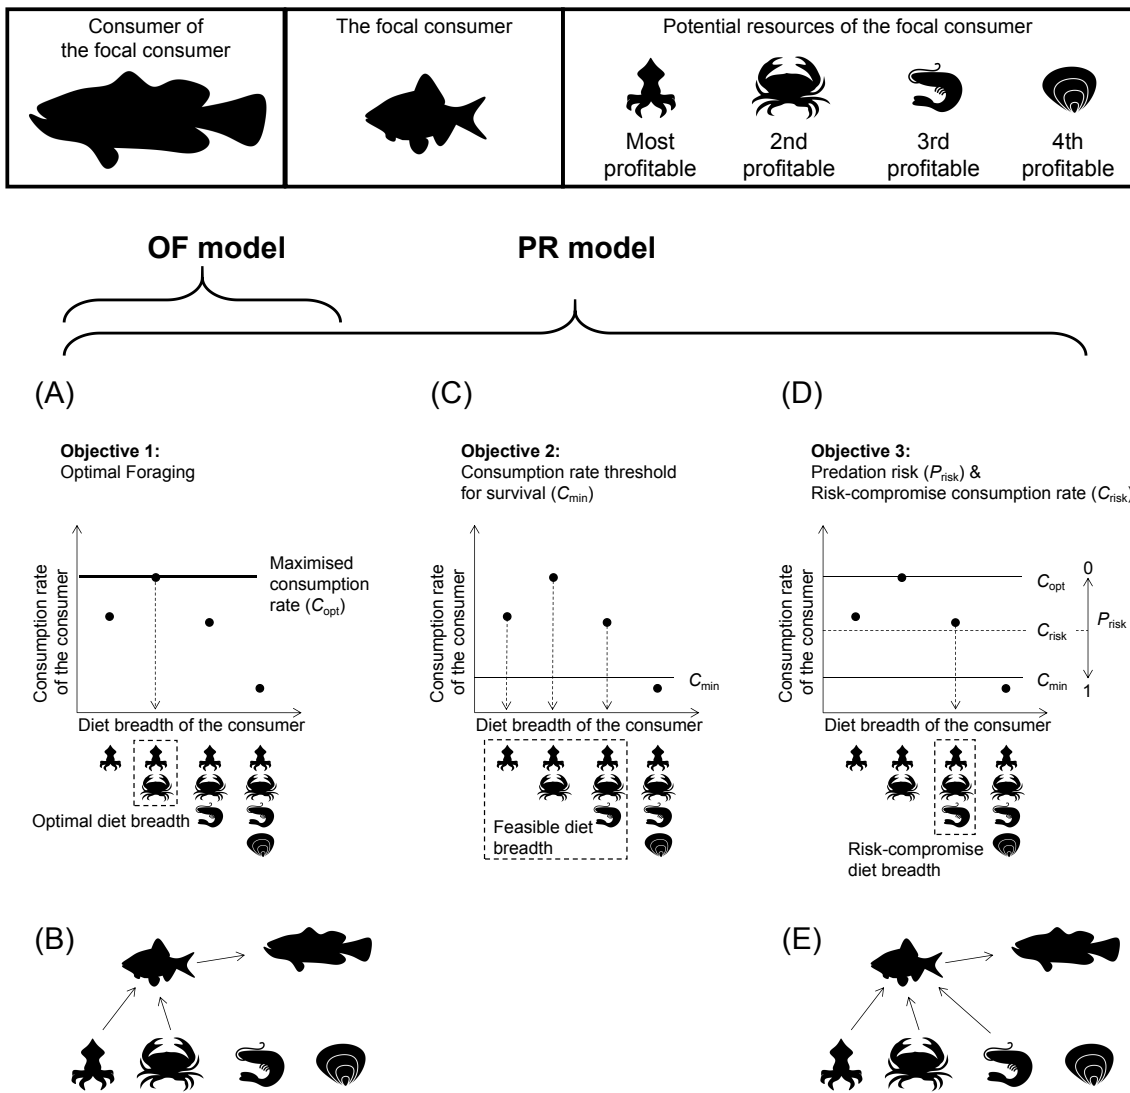 Consumer of
the focal consumer
The focal consumer
Potential resources of the focal consumer
Most
profitable
2nd
profitable
3rd
profitable
4th
profitable
OF model
PR model
(A)
Objective 1:
Optimal Foraging
Consumption rate
of the consumer
Maximised
consumption
rate (Copt)
Diet breadth of the consumer
Optimal diet breadth
(C)
Objective 2:
Consumption rate threshold
for survival (Cmin)
Consumption rate
of the consumer
Cmin
Diet breadth of the consumer
Feasible diet
breadth
(D)
Objective 3:
Predation risk (Prisk) &
Risk-compromise consumption rate (Crisk)
Consumption rate
of the consumer
Copt
0
Crisk
Prisk
Cmin
1
Diet breadth of the consumer
Risk-compromise
diet breadth
(B)
(E)